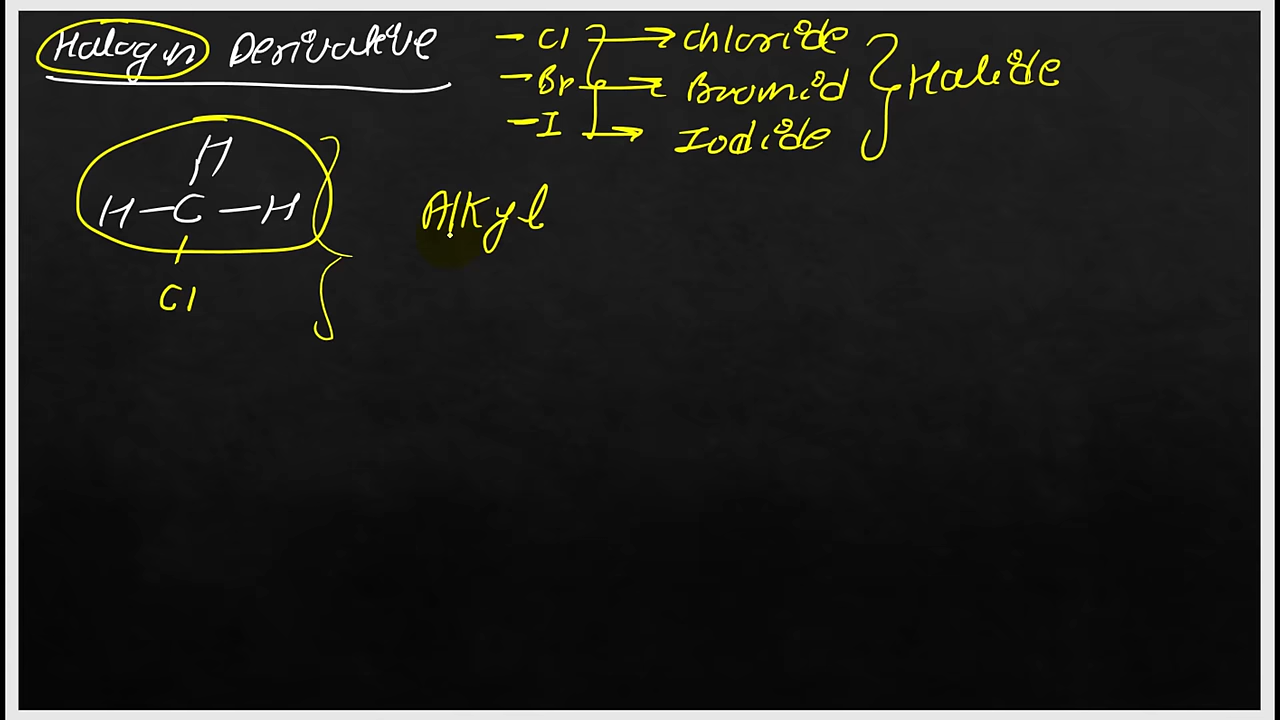 Halogen Derivative
- Cl → chloride
- Br → Bromid
- I → Iodide
Halide
H
H-C-H
Cl
Alkyl